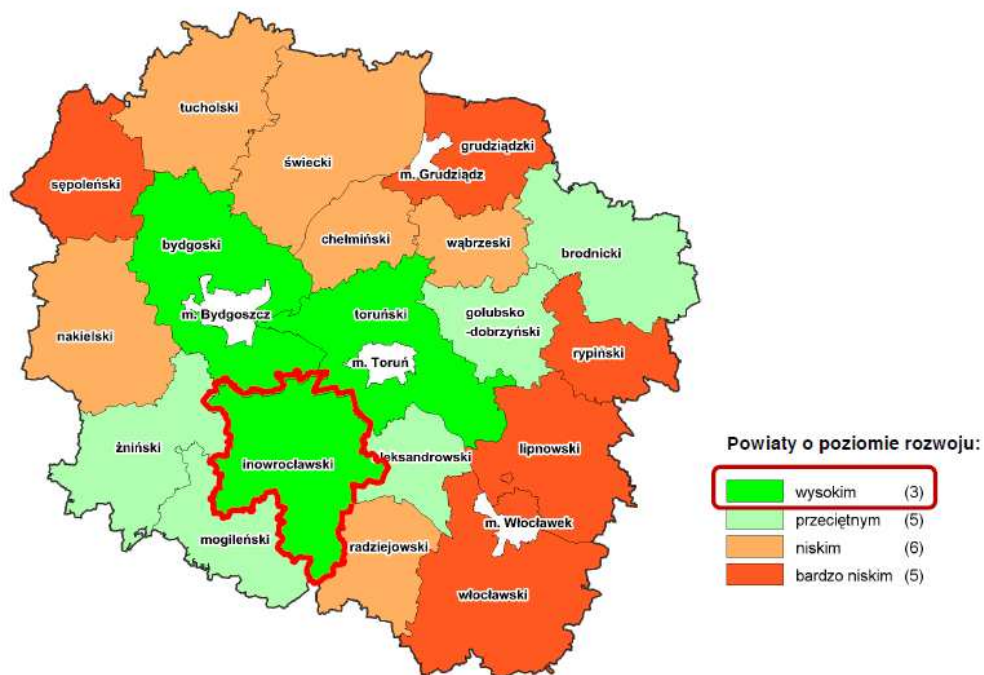 tucholski
świecki
grudziądzki
m. Grudziądz
sępoleński
chełmiński
wąbrzeski
bydgoski
brodnicki
m. Bydgoszcz
toruński
golubsko
-dobrzyński
nakielski
m. Toruń
rypiński
żniński
inowrocławski
leksandrowski
lipnowski
mogileński
radziejowski
m. Włocławek
włocławski
Powiaty o poziomie rozwoju:
wysokim (3)
przeciętnym (5)
niskim (6)
bardzo niskim (5)